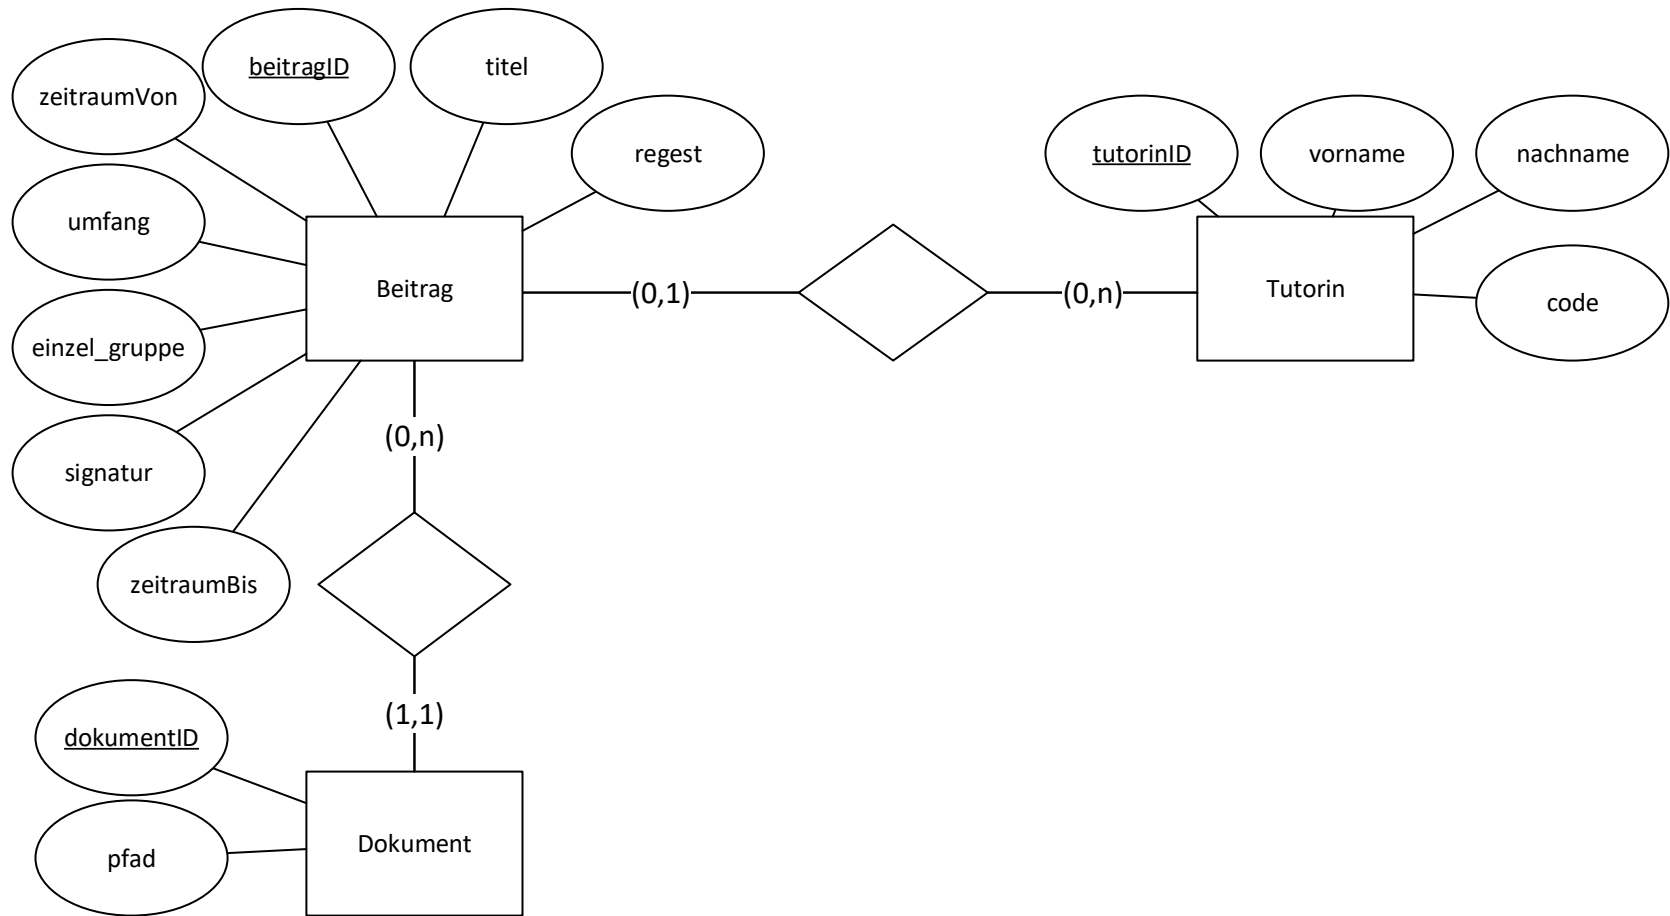 beitragID
titel
zeitraumVon
regest
tutorinID
vorname
nachname
umfang
Beitrag
(0,1)
(0,n)
Tutorin
code
einzel_gruppe
(0,n)
signatur
zeitraumBis
(1,1)
dokumentID
Dokument
pfad